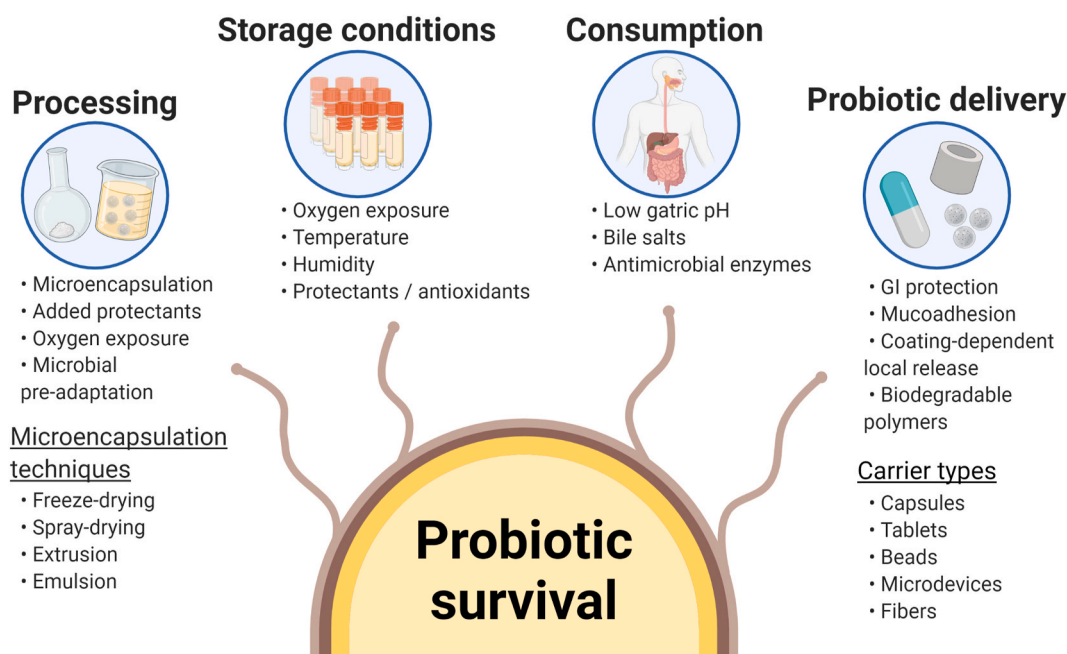 Processing
• Microencapsulation
• Added protectants
• Oxygen exposure
• Microbial
pre-adaptation
Microencapsulation
techniques
• Freeze-drying
• Spray-drying
• Extrusion
• Emulsion
Storage conditions
• Oxygen exposure
• Temperature
• Humidity
• Protectants / antioxidants
Consumption
• Low gatric pH
• Bile salts
• Antimicrobial enzymes
Probiotic delivery
• GI protection
• Mucoadhesion
• Coating-dependent
local release
• Biodegradable
polymers
Carrier types
• Capsules
• Tablets
• Beads
• Microdevices
• Fibers
Probiotic
survival